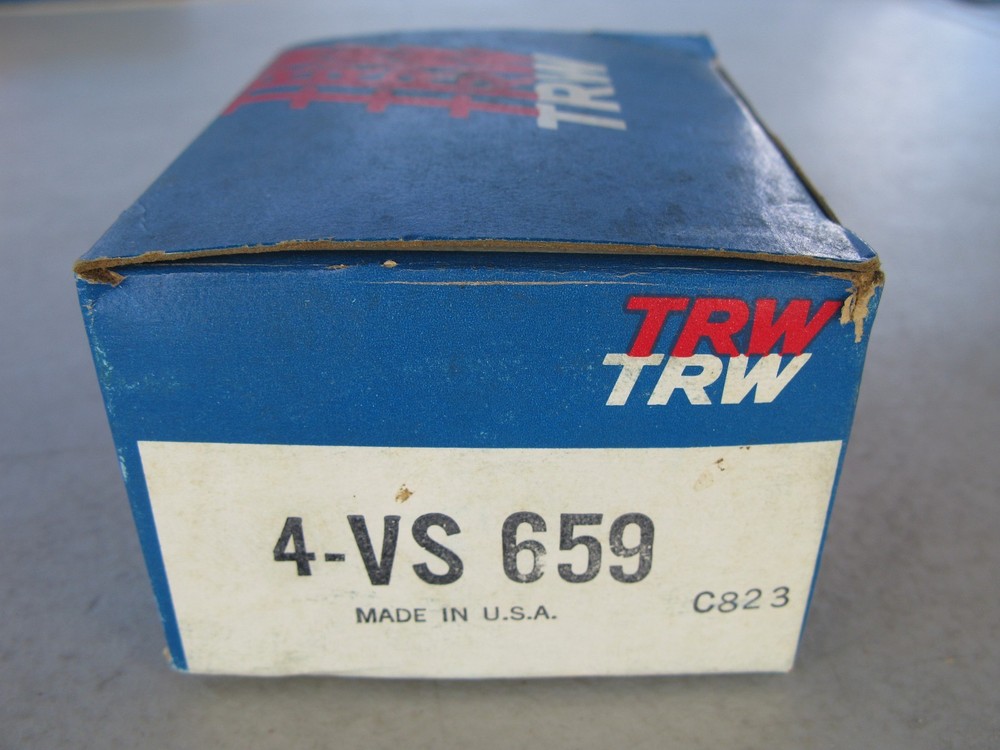 TRW
TRW
TRW
4-VS 659
MADE IN U.S.A.
C823